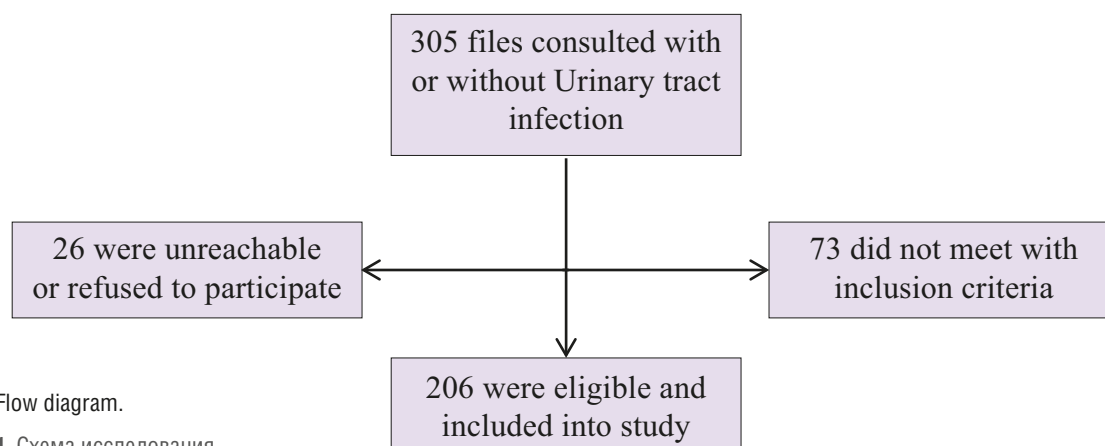 305 files consulted with
or without Urinary tract
infection
26 were unreachable
or refused to participate
73 did not meet with
inclusion criteria
206 were eligible and
included into study
Flow diagram.
Схема исследования